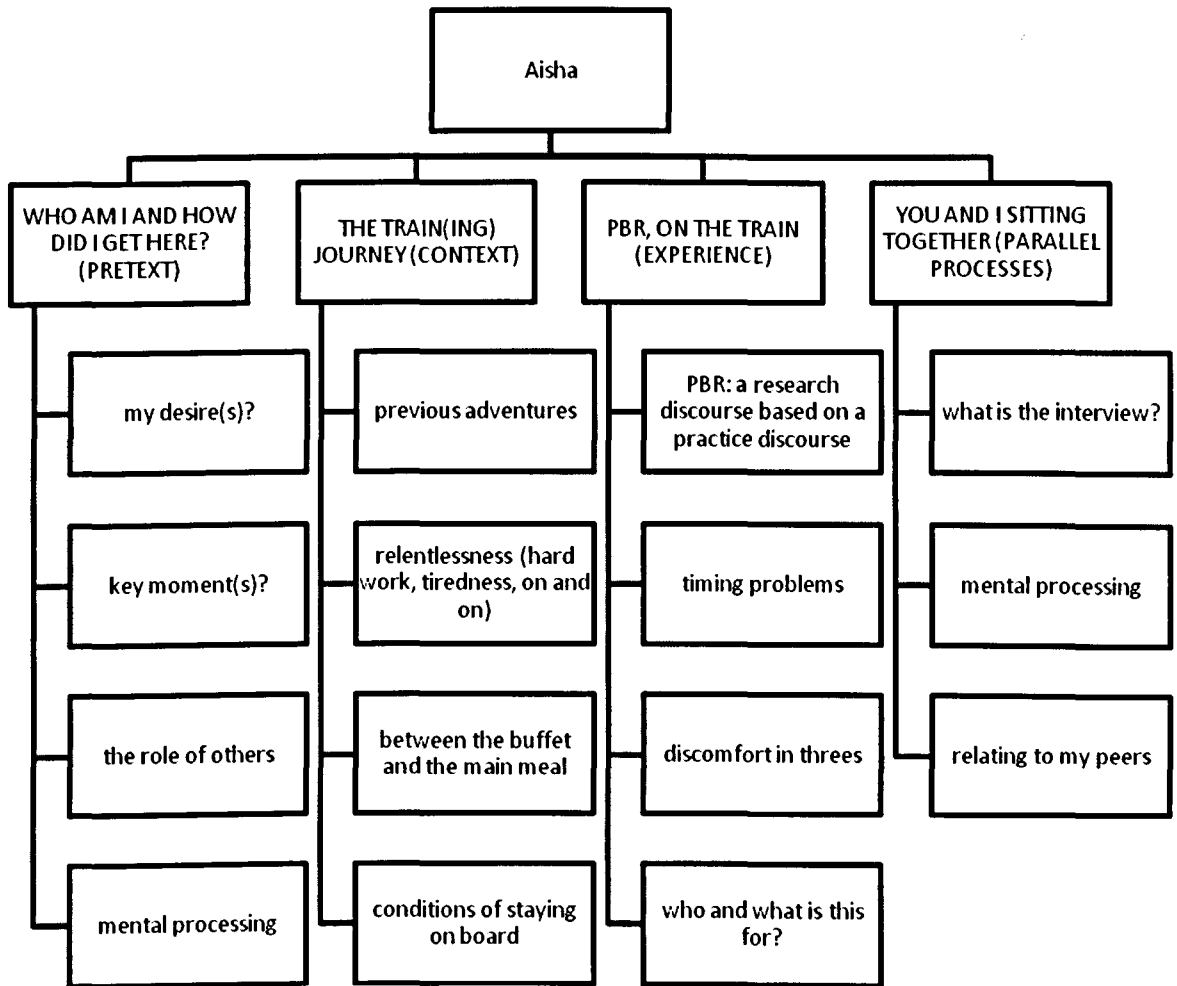 Aisha
WHO AM I AND HOW
DID I GET HERE?
(PRETEXT)
THE TRAIN(ING)
JOURNEY (CONTEXT)
PBR, ON THE TRAIN
(EXPERIENCE)
YOU AND I SITTING
TOGETHER (PARALLEL
PROCESSES)
my desire(s)?
key moment(s)?
the role of others
mental processing
previous adventures
relentlessness (hard
work, tiredness, on and
on)
between the buffet
and the main meal
conditions of staying
on board
PBR: a research
discourse based on a
practice discourse
timing problems
discomfort in threes
who and what is this
for?
what is the interview?
mental processing
relating to my peers